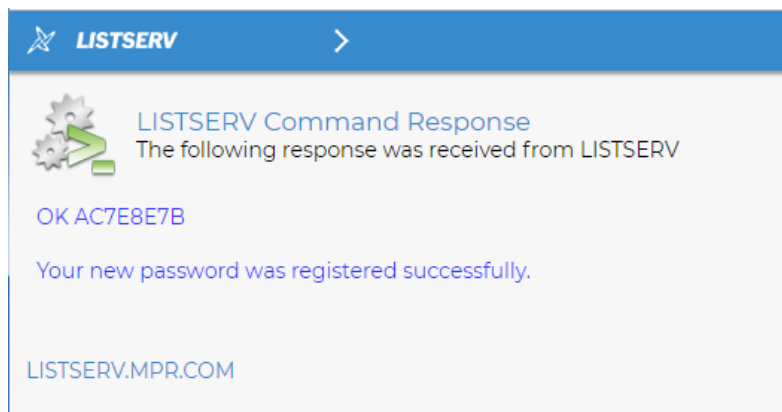 LISTSERV
LISTSERV Command Response
The following response was received from LISTSERV
OK AC7E8E7B
Your new password was registered successfully.
LISTSERV.MPR.COM